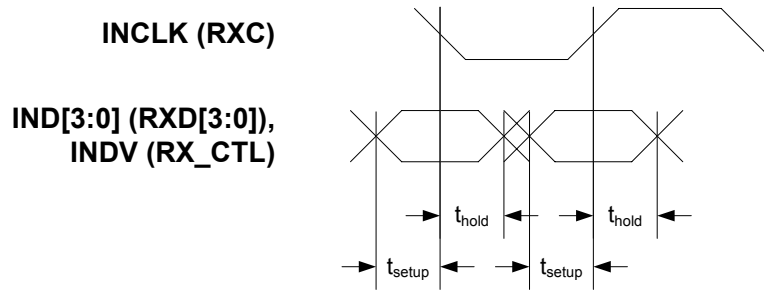 INCLK (RXC)
IND[3:0] (RXD[3:0]),
INDV (RX_CTL)
thold
thold
tsetup
tsetup